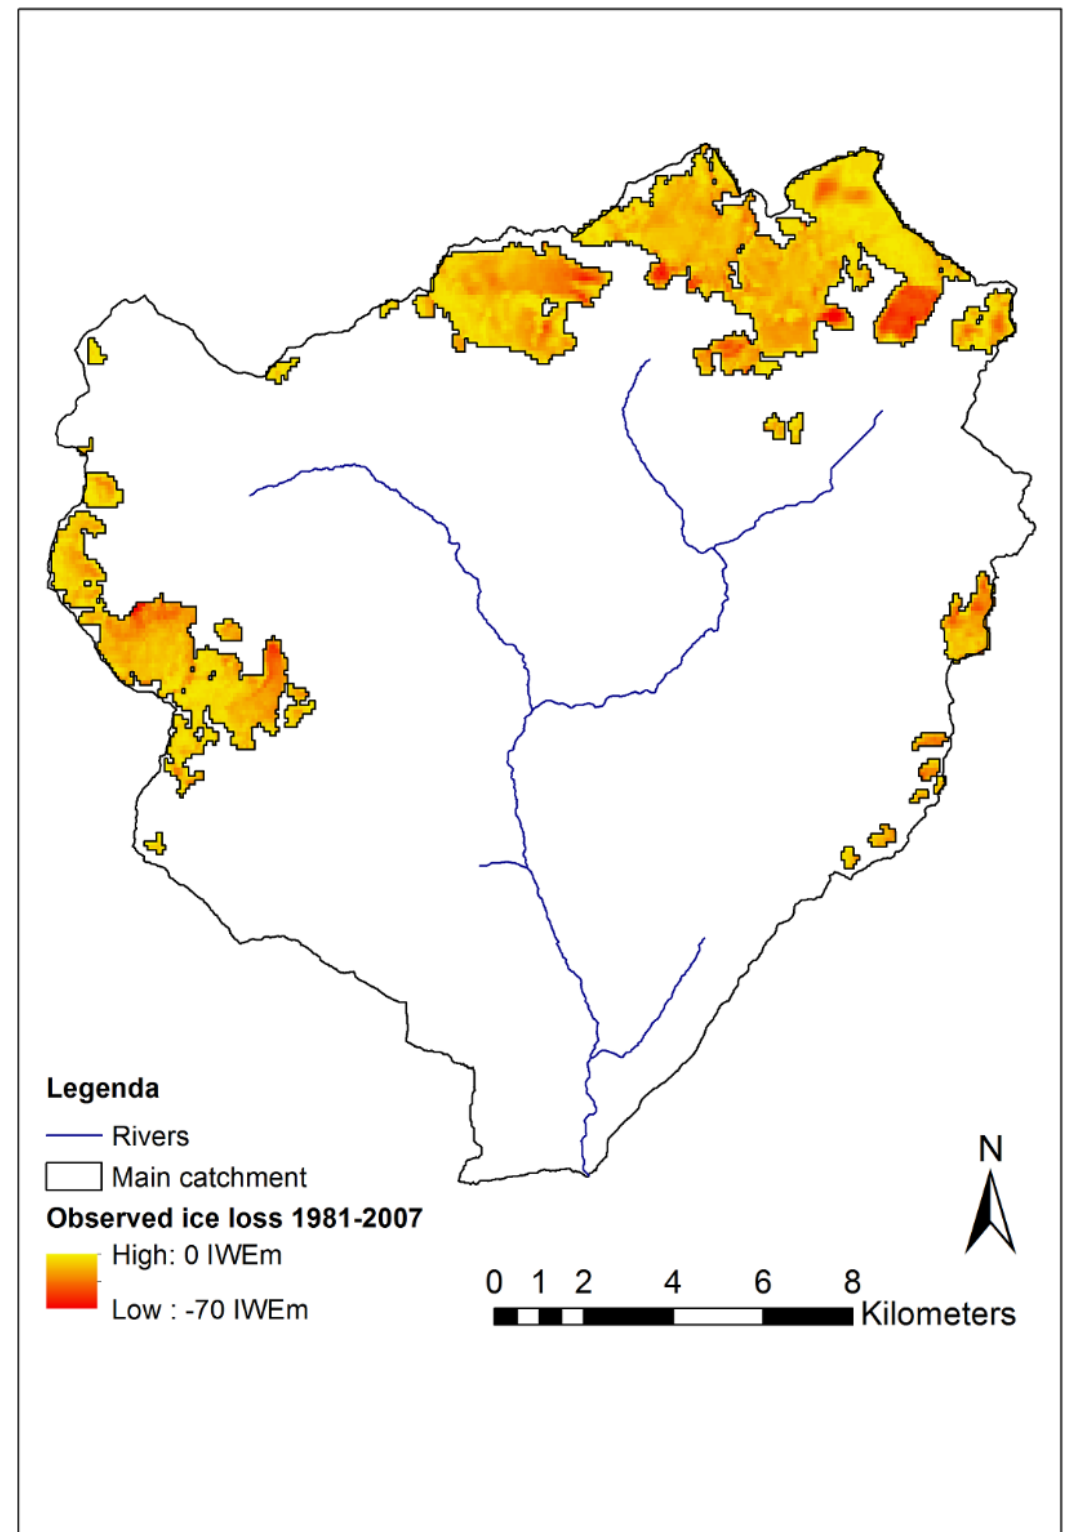 Legenda
Rivers
Main catchment
Observed ice loss 1981-2007
High: 0 IWEm
Low : -70 IWEm
N
0 1 2 4 6 8
Kilometers